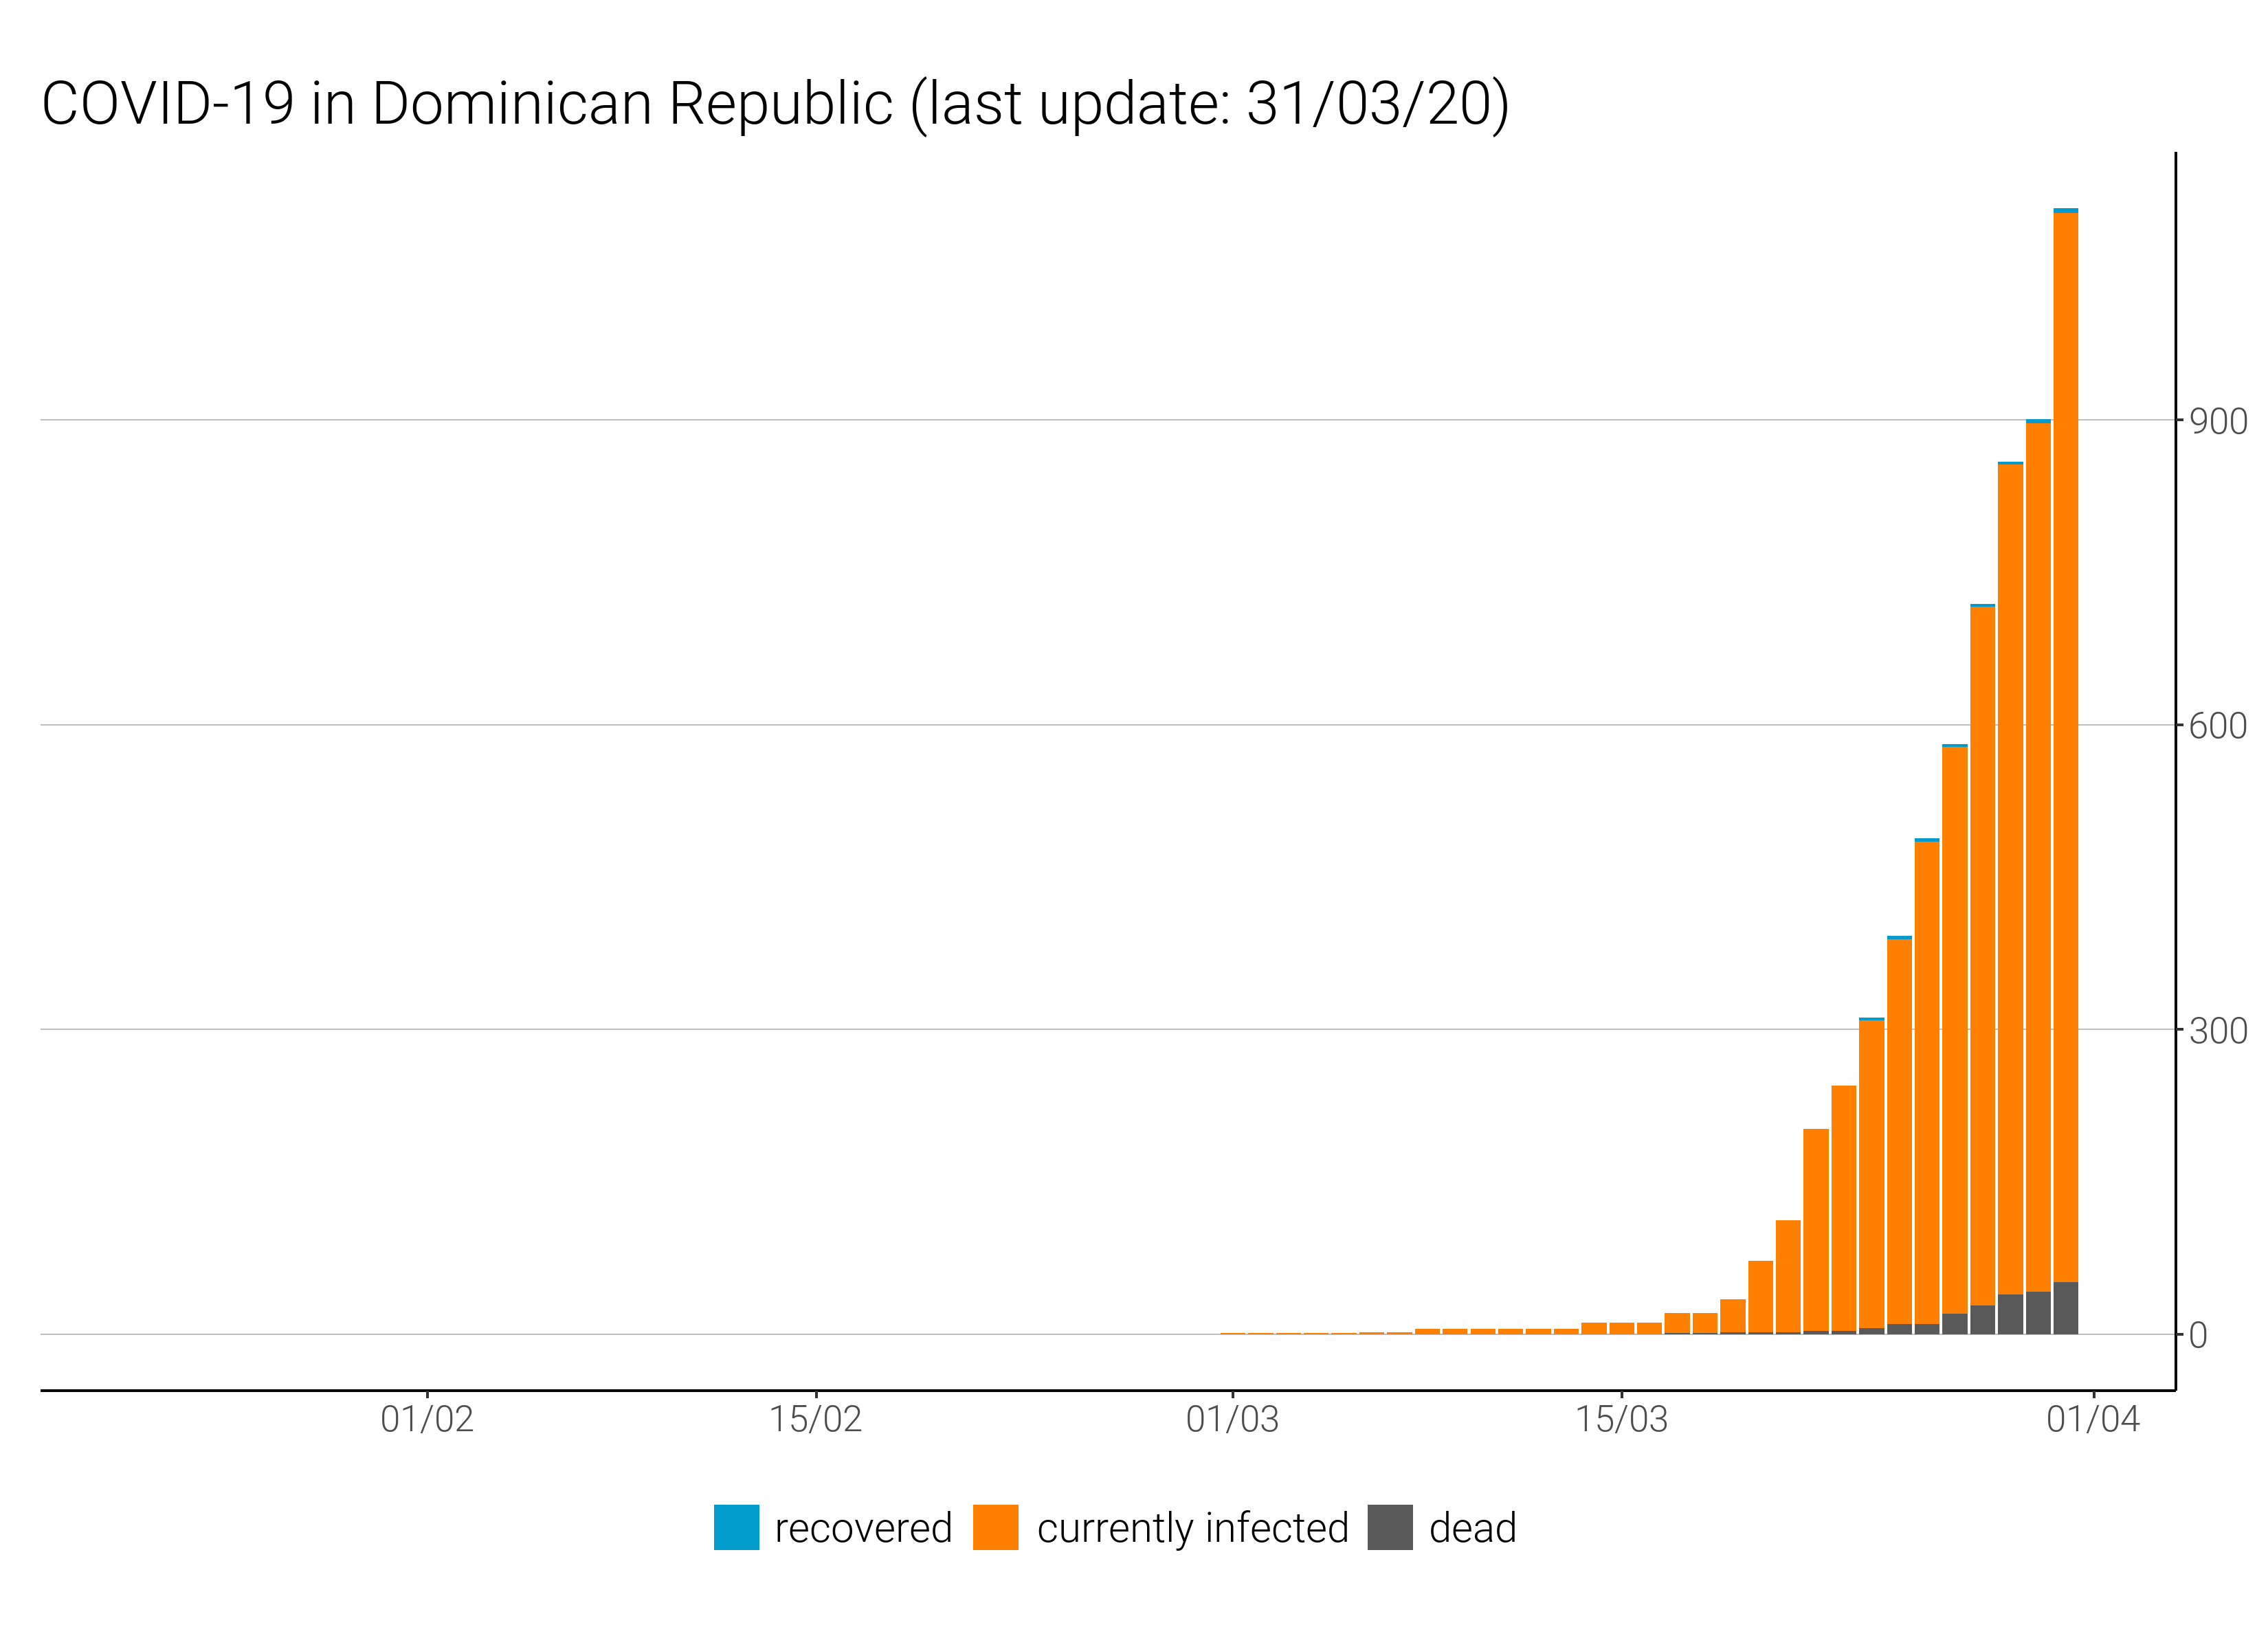 COVID-19 in Dominican Republic (last update: 31/03/20)
900
600
300
0
01/02 15/02 01/03 15/03 01/04
recovered currently infected dead